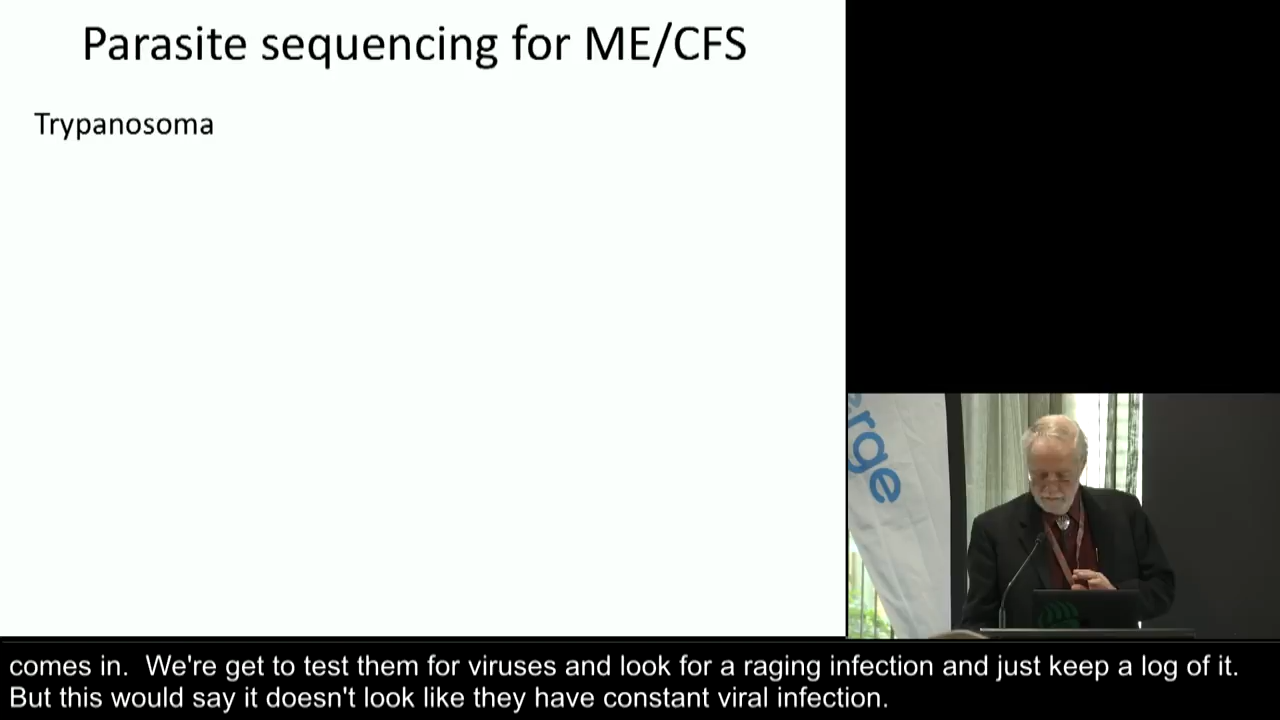 Parasite sequencing for ME/CFS
Trypanosoma
erge
comes in. We're get to test them for viruses and look for a raging infection and just keep a log of it.
But this would say it doesn't look like they have constant viral infection.